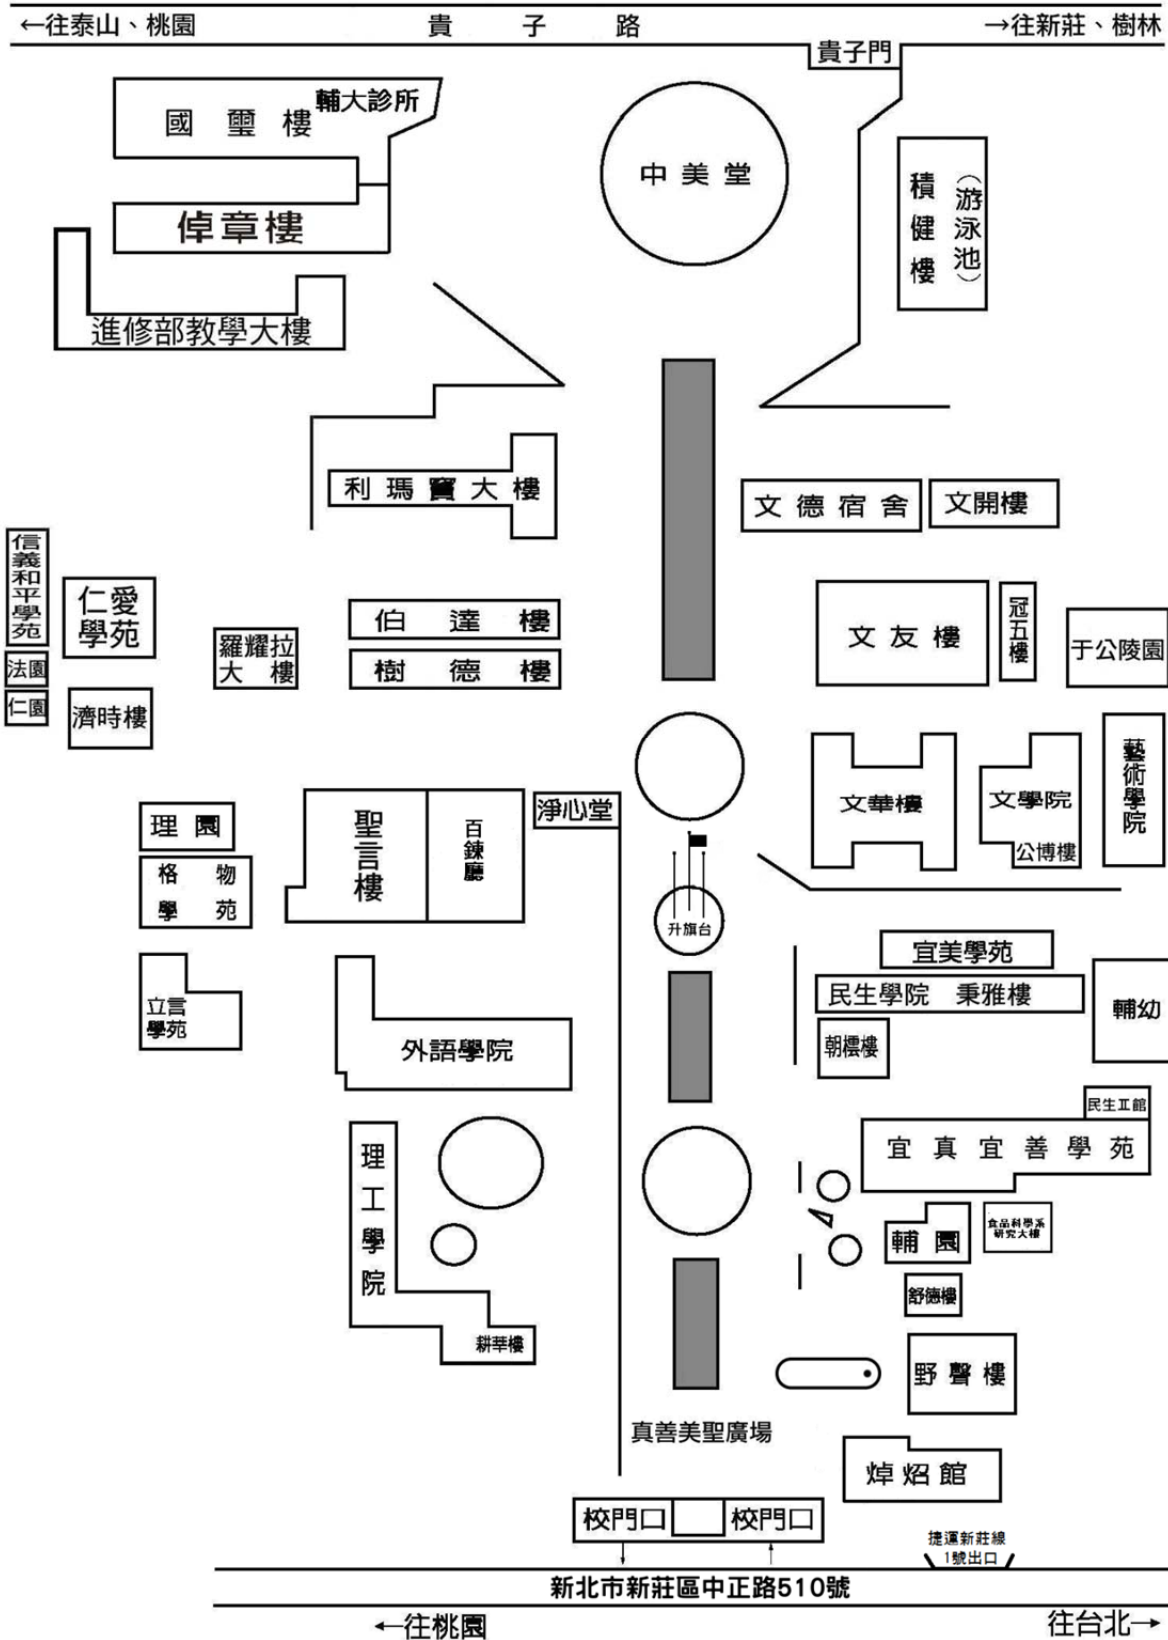 ←往泰山、桃園
貴子路
→往新莊、樹林
貴子門
國璽樓
輔大診所
中美堂
積健樓
（游泳池）
倬章樓
進修部教學大樓
利瑪竇大樓
文德宿舍
文開樓
信義和平學苑
仁愛
學苑
法園
仁園
濟時樓
羅耀拉
大樓
伯達樓
樹德樓
文友樓
冠五樓
于公陵園
文華樓
文學院
公博樓
藝術學院
理園
格物
學苑
聖言樓
百鍊廳
淨心堂
升旗台
立言
學苑
外語學院
宜美學苑
民生學院 秉雅樓
輔幼
朝橒樓
民生II館
宜真宜善學苑
理工學院
輔園
食品科學系
研究大樓
舒德樓
耕莘樓
野聲樓
真善美聖廣場
焯炤館
校門口
校門口
捷運新莊線
1號出口
新北市新莊區中正路510號
←往桃園
往台北→